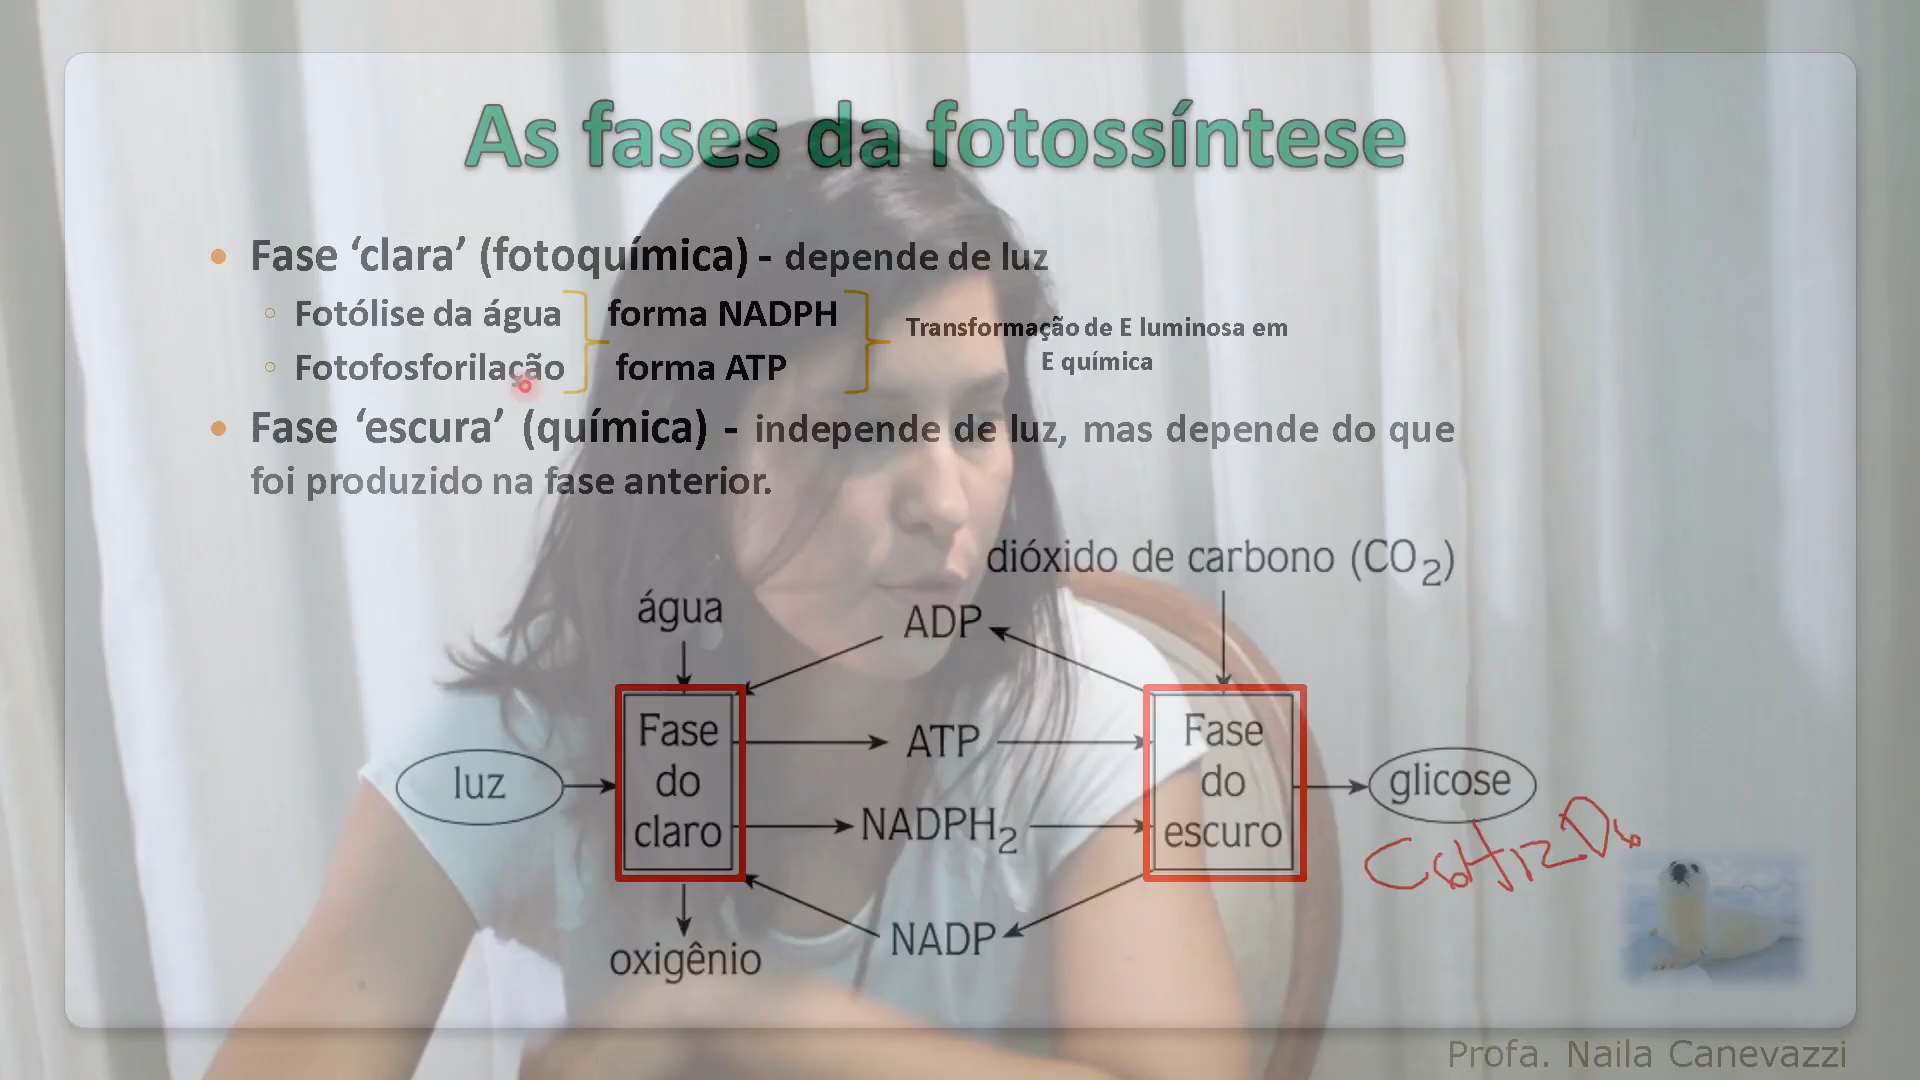 As fases da fotossíntese
Fase ‘clara’ (fotoquímica) - depende de luz
Fotólise da água forma NADPH
Fotofosforilação forma ATP
Transformação de E luminosa em
E química
Fase ‘escura’ (química) - independe de luz, mas depende do que
foi produzido na fase anterior.
dióxido de carbono (CO2)
água
ADP
luz
Fase
do
claro
ATP
NADPH2
Fase
do
escuro
glicose
C6H12O6
NADP
oxigênio
Profa. Naila Canevazzi